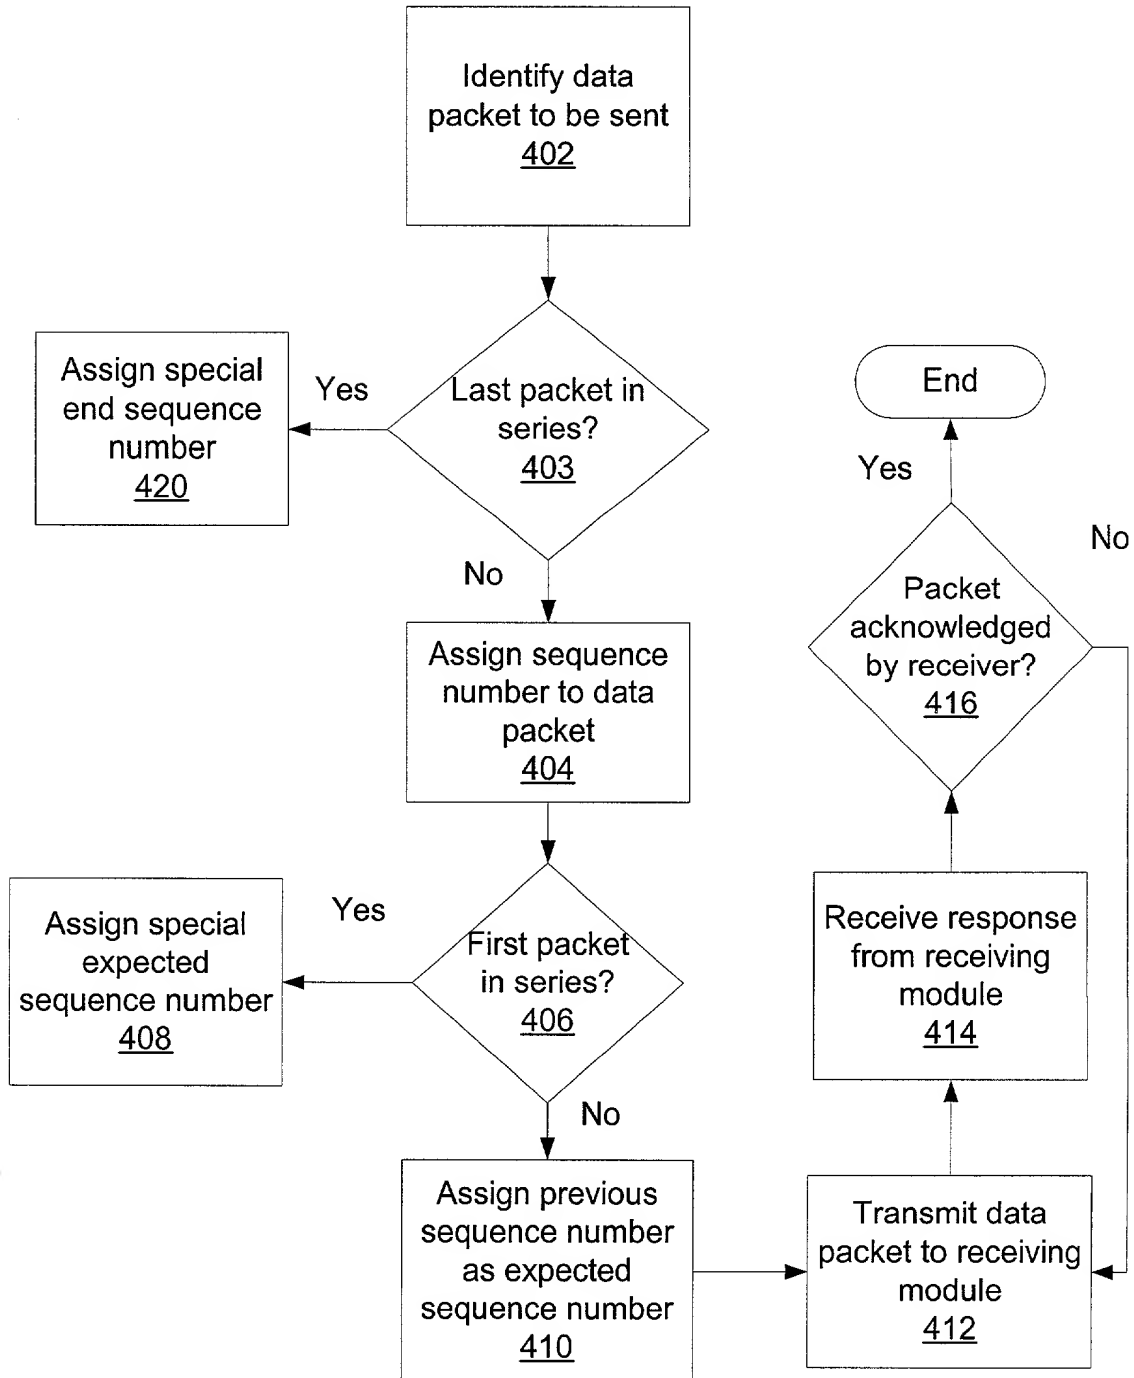 Identify data
packet to be sent
402
Last packet in
series?
403
Yes
Assign special
end sequence
number
420
No
Assign sequence
number to data
packet
404
First packet
in series?
406
Yes
Assign special
expected
sequence number
408
No
Assign previous
sequence number
as expected
sequence number
410
Transmit data
packet to receiving
module
412
Receive response
from receiving
module
414
Packet
acknowledged
by receiver?
416
No
Yes
End